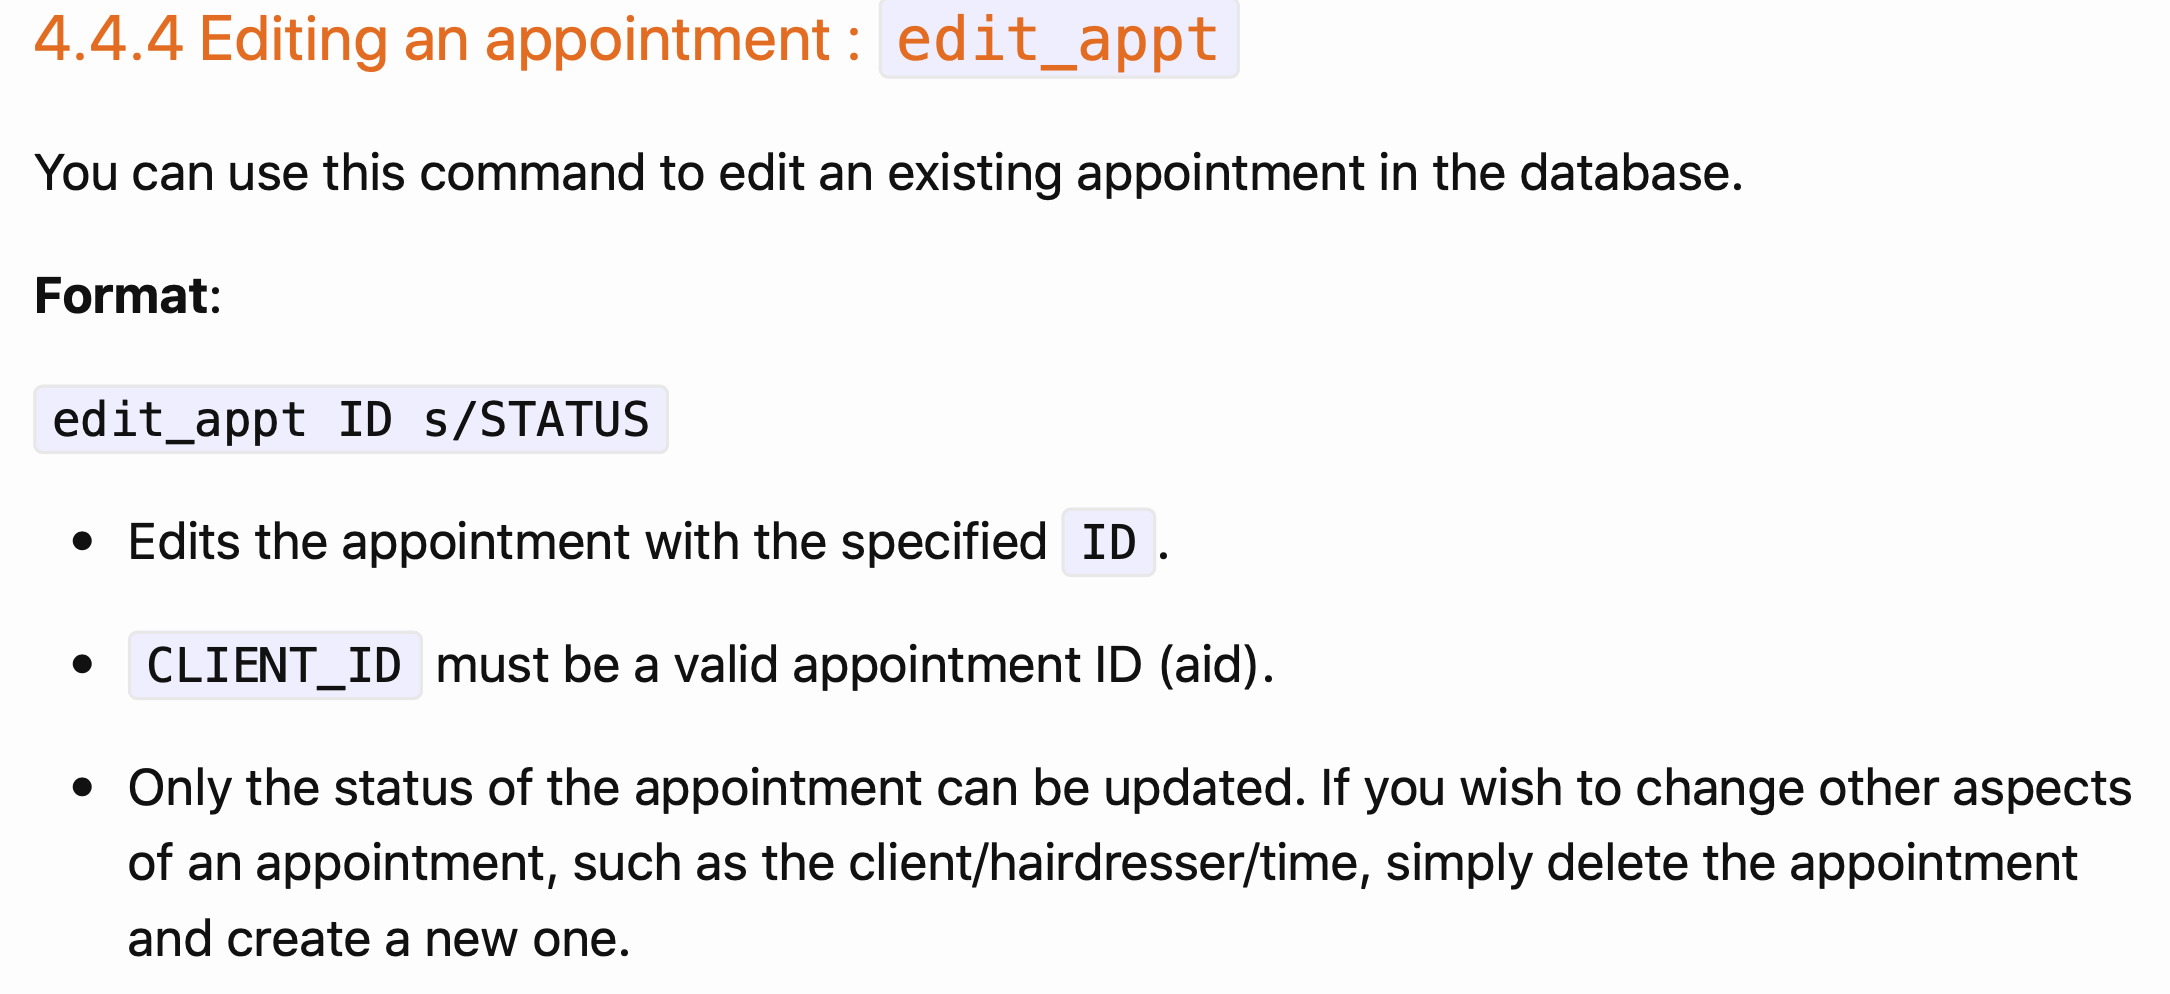 4.4.4 Editing an appointment : edit_appt
You can use this command to edit an existing appointment in the database.
Format:
edit_appt ID s/STATUS
• Edits the appointment with the specified ID .
• CLIENT_ID must be a valid appointment ID (aid).
• Only the status of the appointment can be updated. If you wish to change other aspects
of an appointment, such as the client/hairdresser/time, simply delete the appointment
and create a new one.